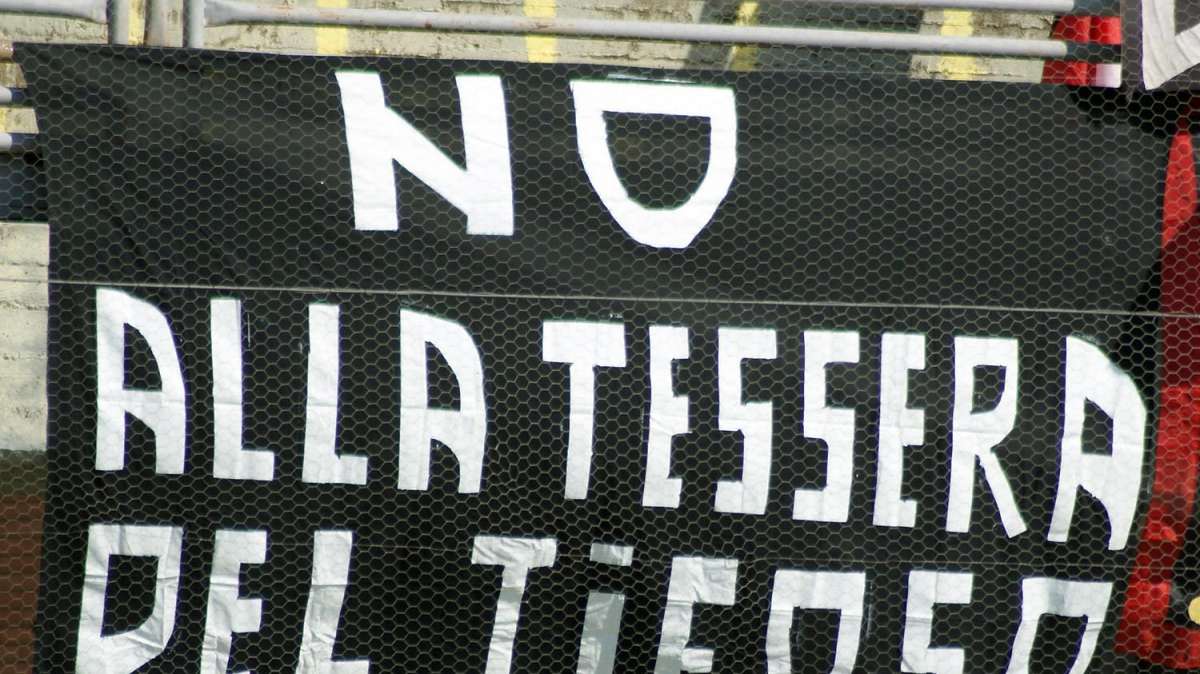 NO
ALLA TESSERA
DEL TiFOSO